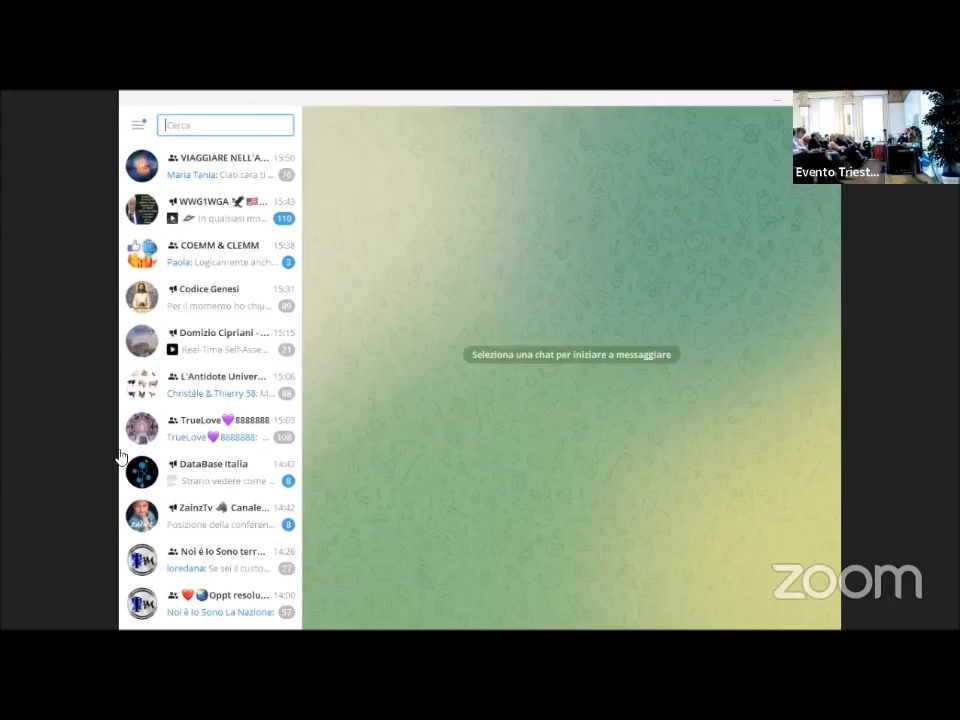 Cerca
VIAGGIARE NELL'A... 15:50
Maria Tania: Ciao cara ti ... 76
WWG1WGA 🦅🇺🇸... 15:43
In qualsiasi mo... 110
COEMM & CLEMM 15:38
Paola: Logicamente anch... 3
Codice Genesi 15:31
Per il momento ho chiu... 89
Domizio Cipriani - ... 15:15
Real-Time Self-Asse... 21
L'Antidote Univer... 15:06
Christèle & Thierry 58: M... 88
TrueLove💜8888888 15:03
TrueLove💜8888888: ... 108
DataBase Italia 14:43
Strano vedere come ... 8
ZainzTv 🦓 Canale... 14:42
Posizione della conferen... 8
Noi é Io Sono terr... 14:26
loredana: Se sei il custo... 27
❤️🌍Oppt resolu... 14:00
Noi è Io Sono La Nazione: 57
Seleziona una chat per iniziare a messaggiare
Evento Triest...
zoom